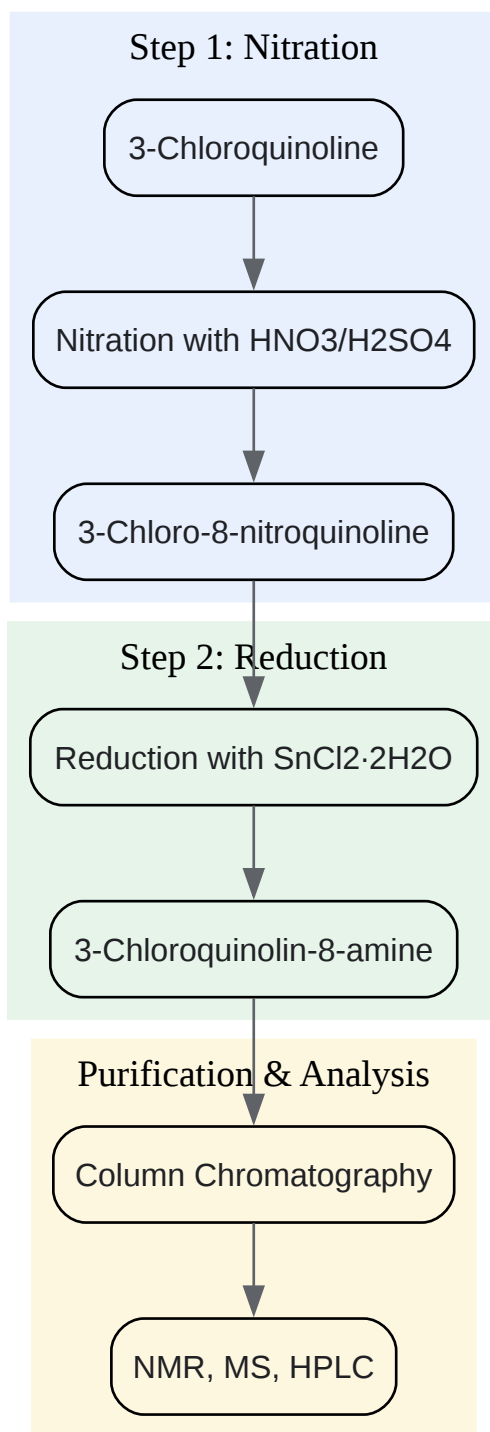 Step 1: Nitration
3-Chloroquinoline
Nitration with HNO3/H2SO4
3-Chloro-8-nitroquinoline
Step 2: Reduction
Reduction with SnCl2·2H2O
3-Chloroquinolin-8-amine
Purification & Analysis
Column Chromatography
NMR, MS, HPLC